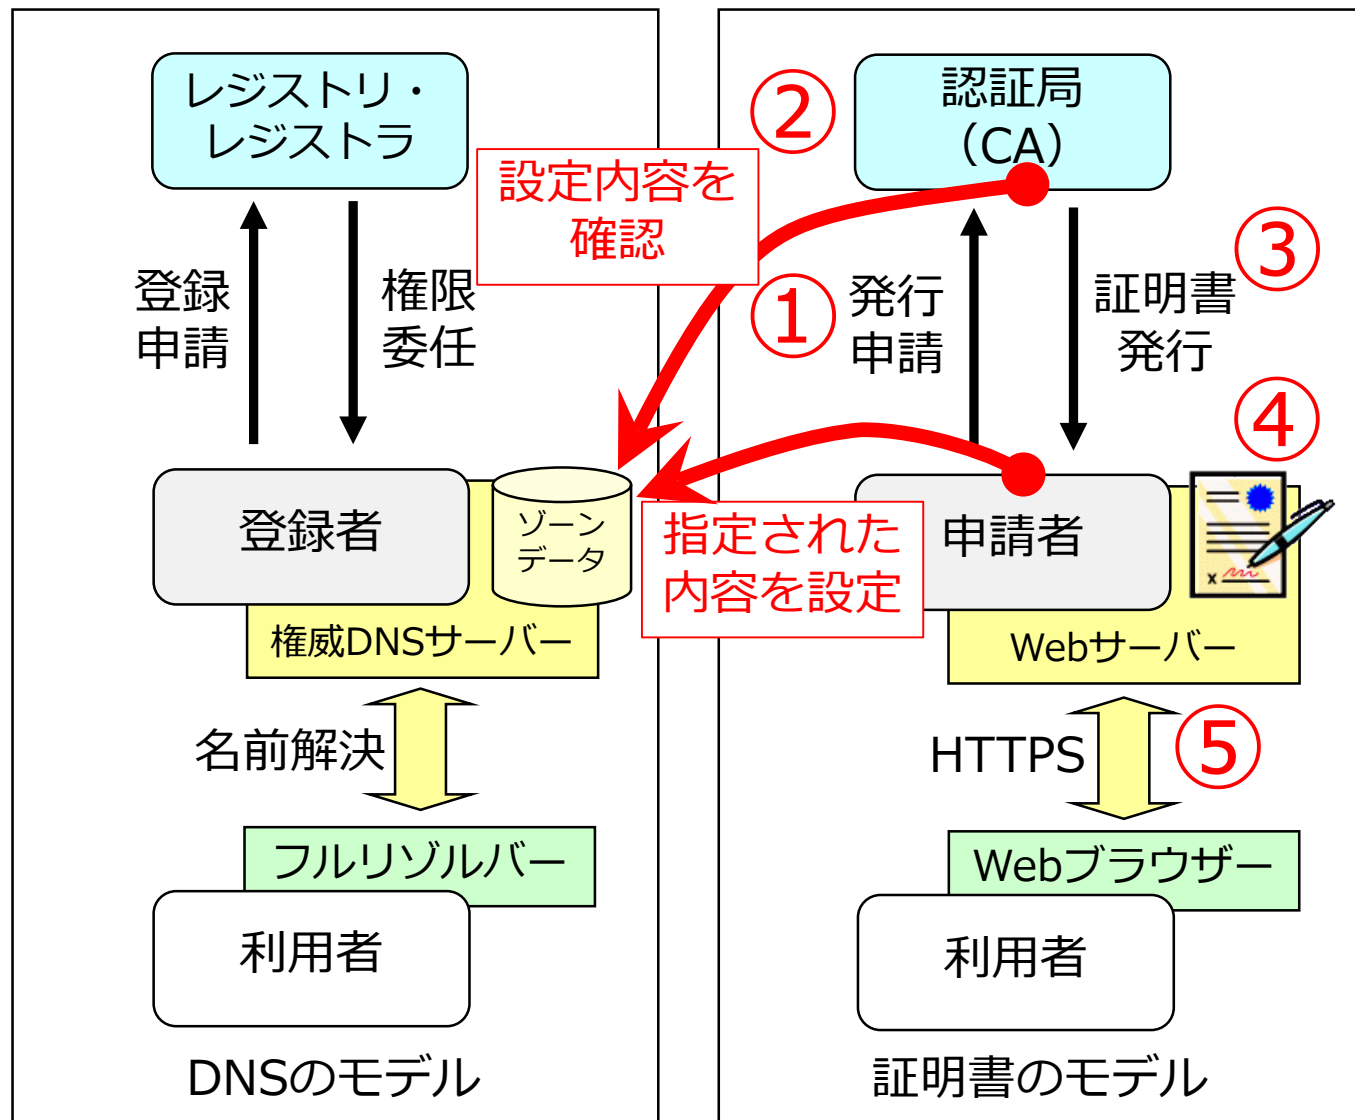 レジストリ・
レジストラ
登録
申請
権限
委任
登録者
ゾーン
データ
権威DNSサーバー
名前解決
フルリゾルバー
利用者
DNSのモデル
認証局
（CA）
②
設定内容を
確認
①
発行
申請
③
証明書
発行
④
指定された
内容を設定
申請者
x
Webサーバー
HTTPS
⑤
Webブラウザー
利用者
証明書のモデル